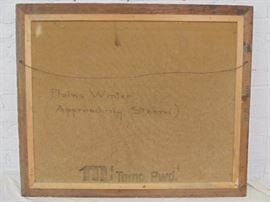 Plains Winter
Approaching Storm)
Temp. Pwd.